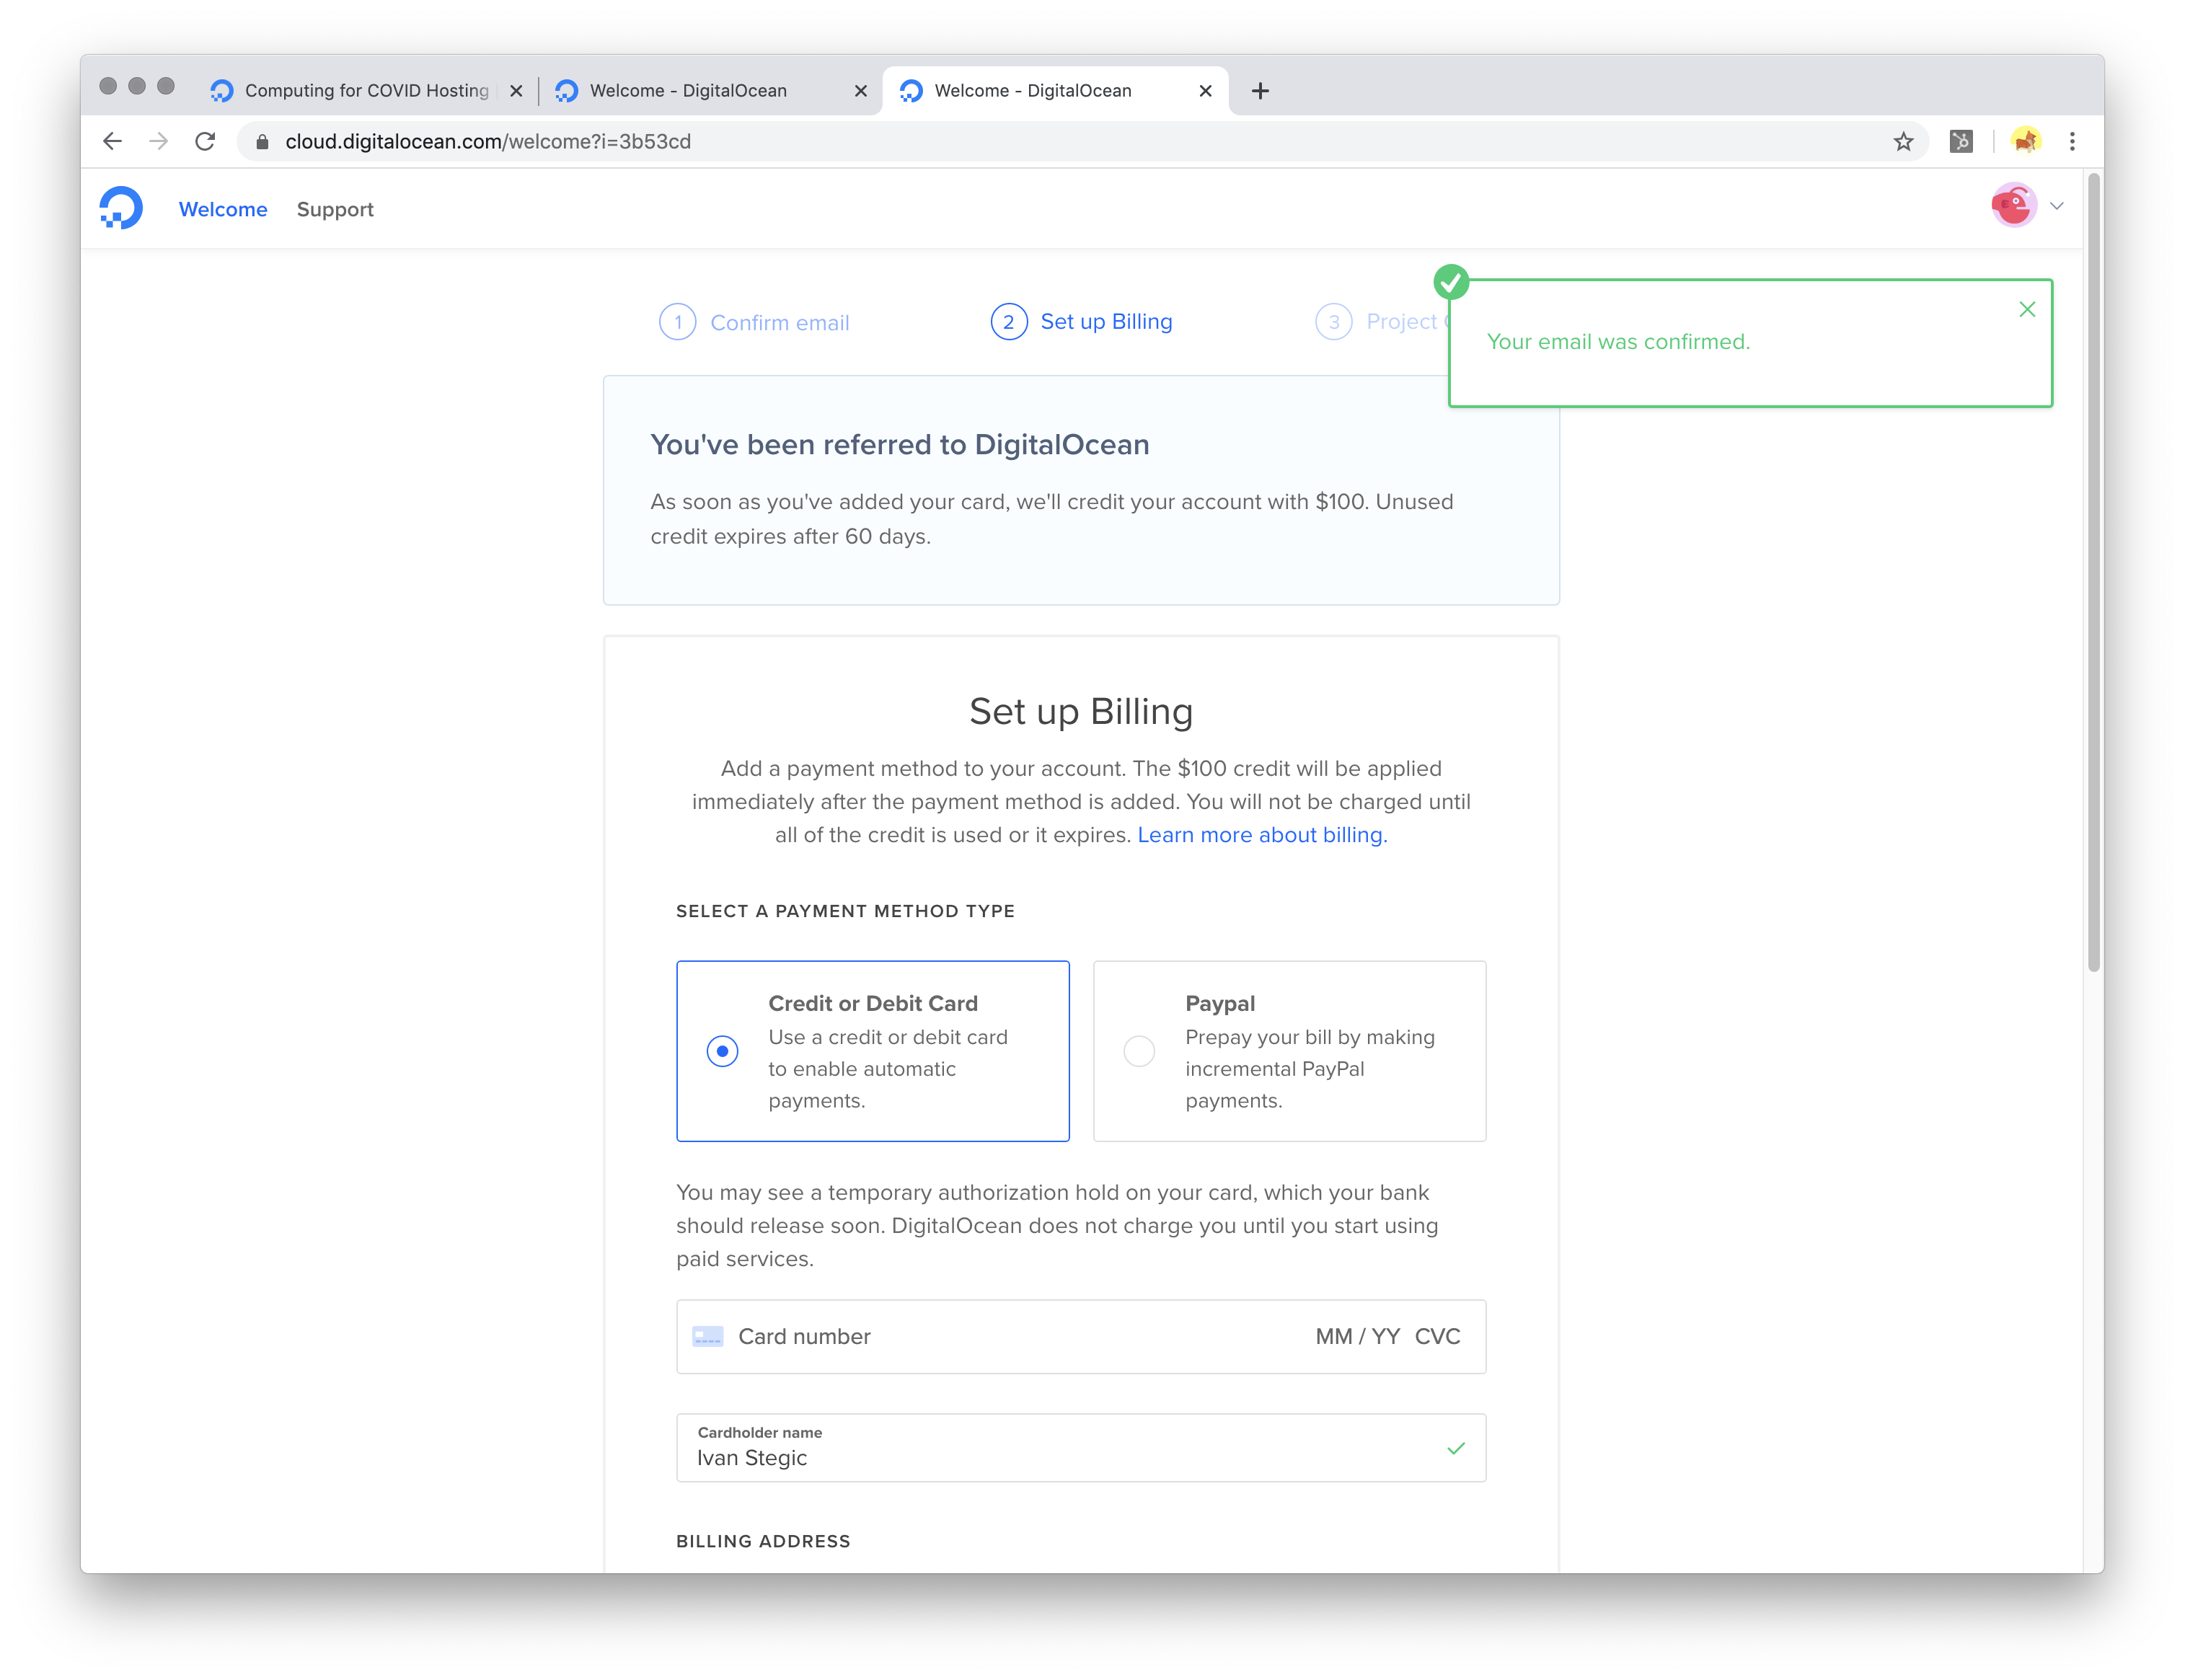 Computing for COVID Hosting
Welcome - DigitalOcean
Welcome - DigitalOcean
cloud.digitalocean.com/welcome?i=3b53cd
Welcome
Support
1 Confirm email
2 Set up Billing
3 Project
Your email was confirmed.
You've been referred to DigitalOcean
As soon as you've added your card, we'll credit your account with $100. Unused
credit expires after 60 days.
Set up Billing
Add a payment method to your account. The $100 credit will be applied
immediately after the payment method is added. You will not be charged until
all of the credit is used or it expires. Learn more about billing.
SELECT A PAYMENT METHOD TYPE
Credit or Debit Card
Use a credit or debit card
to enable automatic
payments.
Paypal
Prepay your bill by making
incremental PayPal
payments.
You may see a temporary authorization hold on your card, which your bank
should release soon. DigitalOcean does not charge you until you start using
paid services.
Card number MM / YY CVC
Cardholder name
Ivan Stegic
BILLING ADDRESS